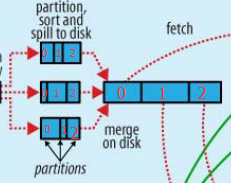 partition,
sort and
spill to disk
fetch
0 1 2
0 1 2
0 1 2
0 1 2
merge
on disk
partitions